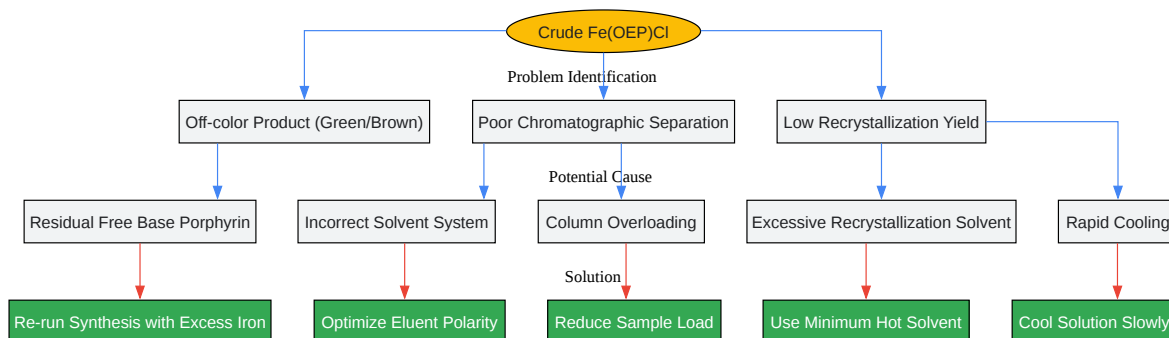 Crude Fe(OEP)Cl
Problem Identification
Off-color Product (Green/Brown)
Poor Chromatographic Separation
Low Recrystallization Yield
Potential Cause
Residual Free Base Porphyrin
Incorrect Solvent System
Column Overloading
Excessive Recrystallization Solvent
Rapid Cooling
Solution
Re-run Synthesis with Excess Iron
Optimize Eluent Polarity
Reduce Sample Load
Use Minimum Hot Solvent
Cool Solution Slowly